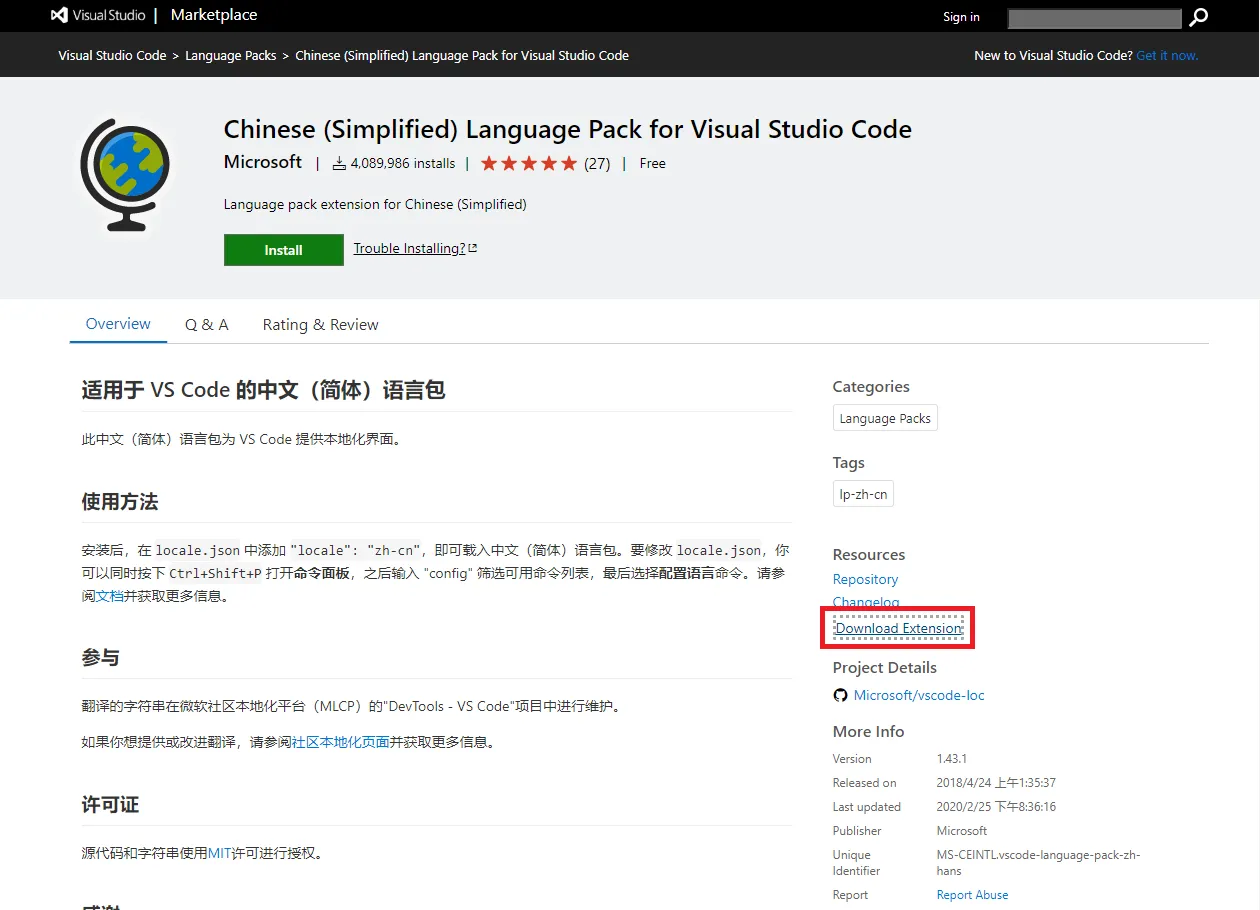 Visual Studio | Marketplace
Sign in
Visual Studio Code > Language Packs > Chinese (Simplified) Language Pack for Visual Studio Code
New to Visual Studio Code? Get it now.
Chinese (Simplified) Language Pack for Visual Studio Code
Microsoft | 4,089,986 installs | (27) | Free
Language pack extension for Chinese (Simplified)
Install Trouble Installing?
Overview Q & A Rating & Review
适用于 VS Code 的中文（简体）语言包
此中文（简体）语言包为 VS Code 提供本地化界面。
使用方法
安装后，在 locale.json 中添加 "locale": "zh-cn"，即可载入中文（简体）语言包。要修改 locale.json，你
可以同时按下 Ctrl+Shift+P 打开命令面板，之后输入 "config" 筛选可用命令列表，最后选择配置语言命令。请参
阅文档并获取更多信息。
参与
翻译的字符串在微软社区本地化平台（MLCP）的"DevTools - VS Code"项目中进行维护。
如果你想提供或改进翻译，请参阅社区本地化页面并获取更多信息。
许可证
源代码和字符串使用MIT许可进行授权。
感谢
Categories
Language Packs
Tags
lp-zh-cn
Resources
Repository
Changelog
Download Extension
Project Details
Microsoft/vscode-loc
More Info
Version 1.43.1
Released on 2018/4/24 上午1:35:37
Last updated 2020/2/25 下午8:36:16
Publisher Microsoft
Unique MS-CEINTL.vscode-language-pack-zh-
Identifier hans
Report Report Abuse